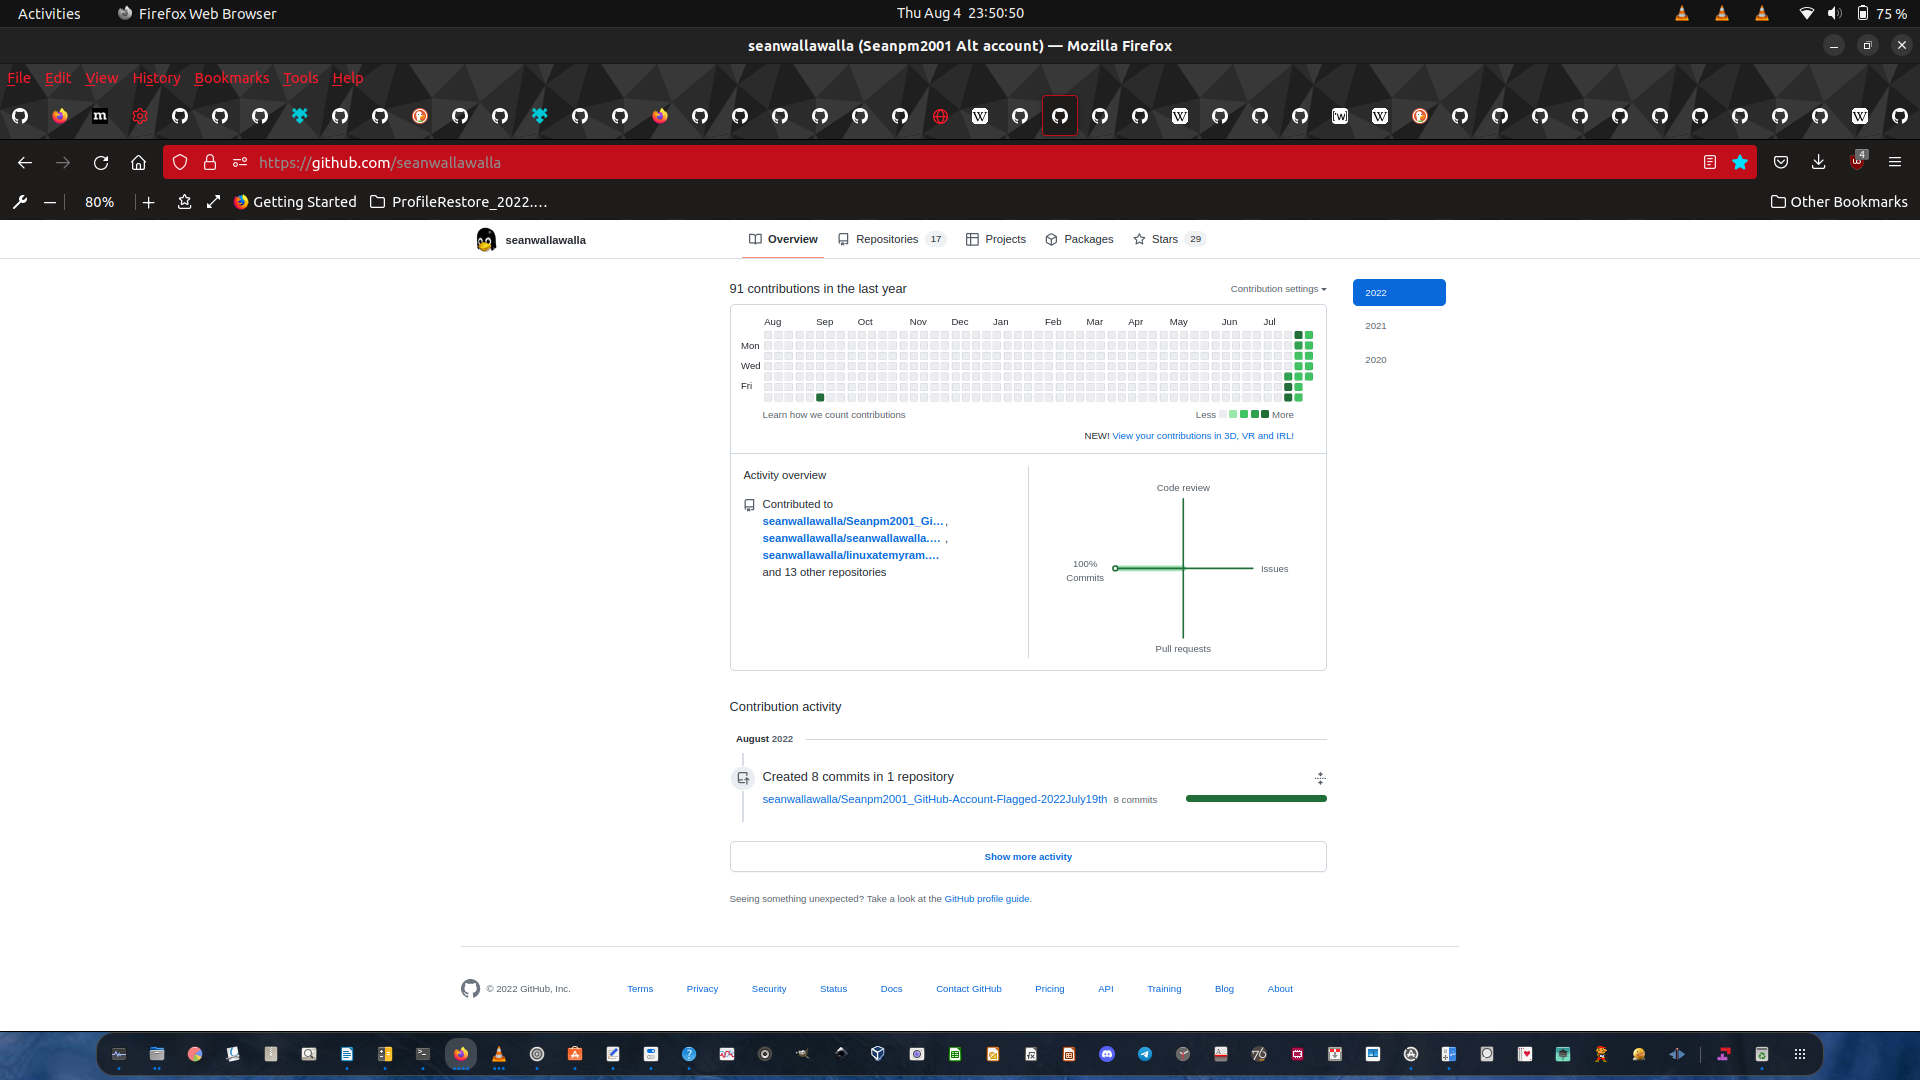 Activities Firefox Web Browser Thu Aug 4 23:50:50 75 %
seanwallawalla (Seanpm2001 Alt account) — Mozilla Firefox
File Edit View History Bookmarks Tools Help
https://github.com/seanwallawalla 4
80% Getting Started ProfileRestore_2022.… Other Bookmarks
seanwallawalla Overview Repositories 17 Projects Packages Stars 29
91 contributions in the last year Contribution settings 2022
Aug Sep Oct Nov Dec Jan Feb Mar Apr May Jun Jul
2021
Mon
Wed
2020
Fri
Learn how we count contributions Less More
NEW! View your contributions in 3D, VR and IRL!
Activity overview
Code review
Contributed to
seanwallawalla/Seanpm2001_Gi…,
seanwallawalla/seanwallawalla.… ,
seanwallawalla/linuxatemyram.…
and 13 other repositories
100%
Commits
Issues
Pull requests
Contribution activity
August 2022
Created 8 commits in 1 repository
seanwallawalla/Seanpm2001_GitHub-Account-Flagged-2022July19th 8 commits
Show more activity
Seeing something unexpected? Take a look at the GitHub profile guide.
© 2022 GitHub, Inc. Terms Privacy Security Status Docs Contact GitHub Pricing API Training Blog About